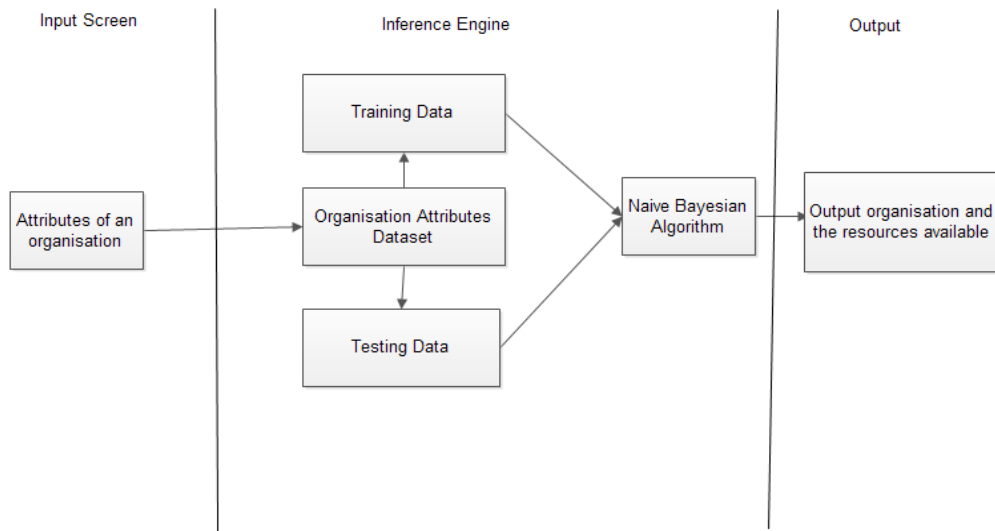 Input Screen
Inference Engine
Output
Training Data
Attributes of an
organisation
Organisation Attributes
Dataset
Testing Data
Naive Bayesian
Algorithm
Output organisation and
the resources available